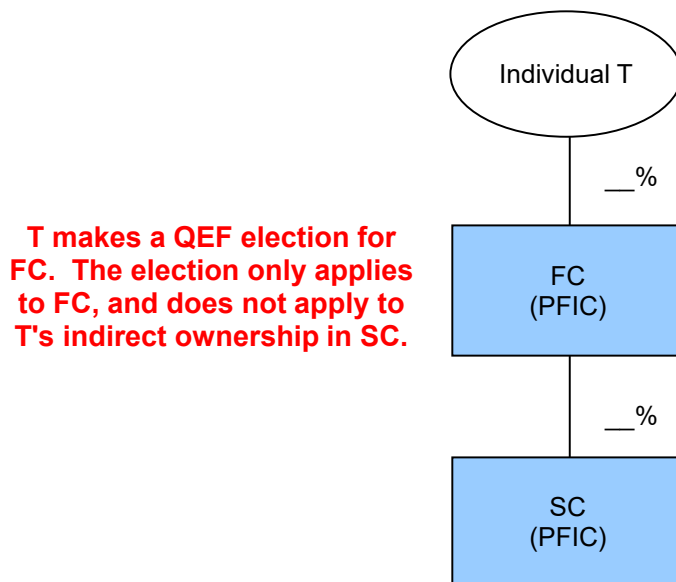 Individual T
__%
T makes a QEF election for
FC.  The election only applies
to FC, and does not apply to
T's indirect ownership in SC.
FC
(PFIC)
__%
SC
(PFIC)